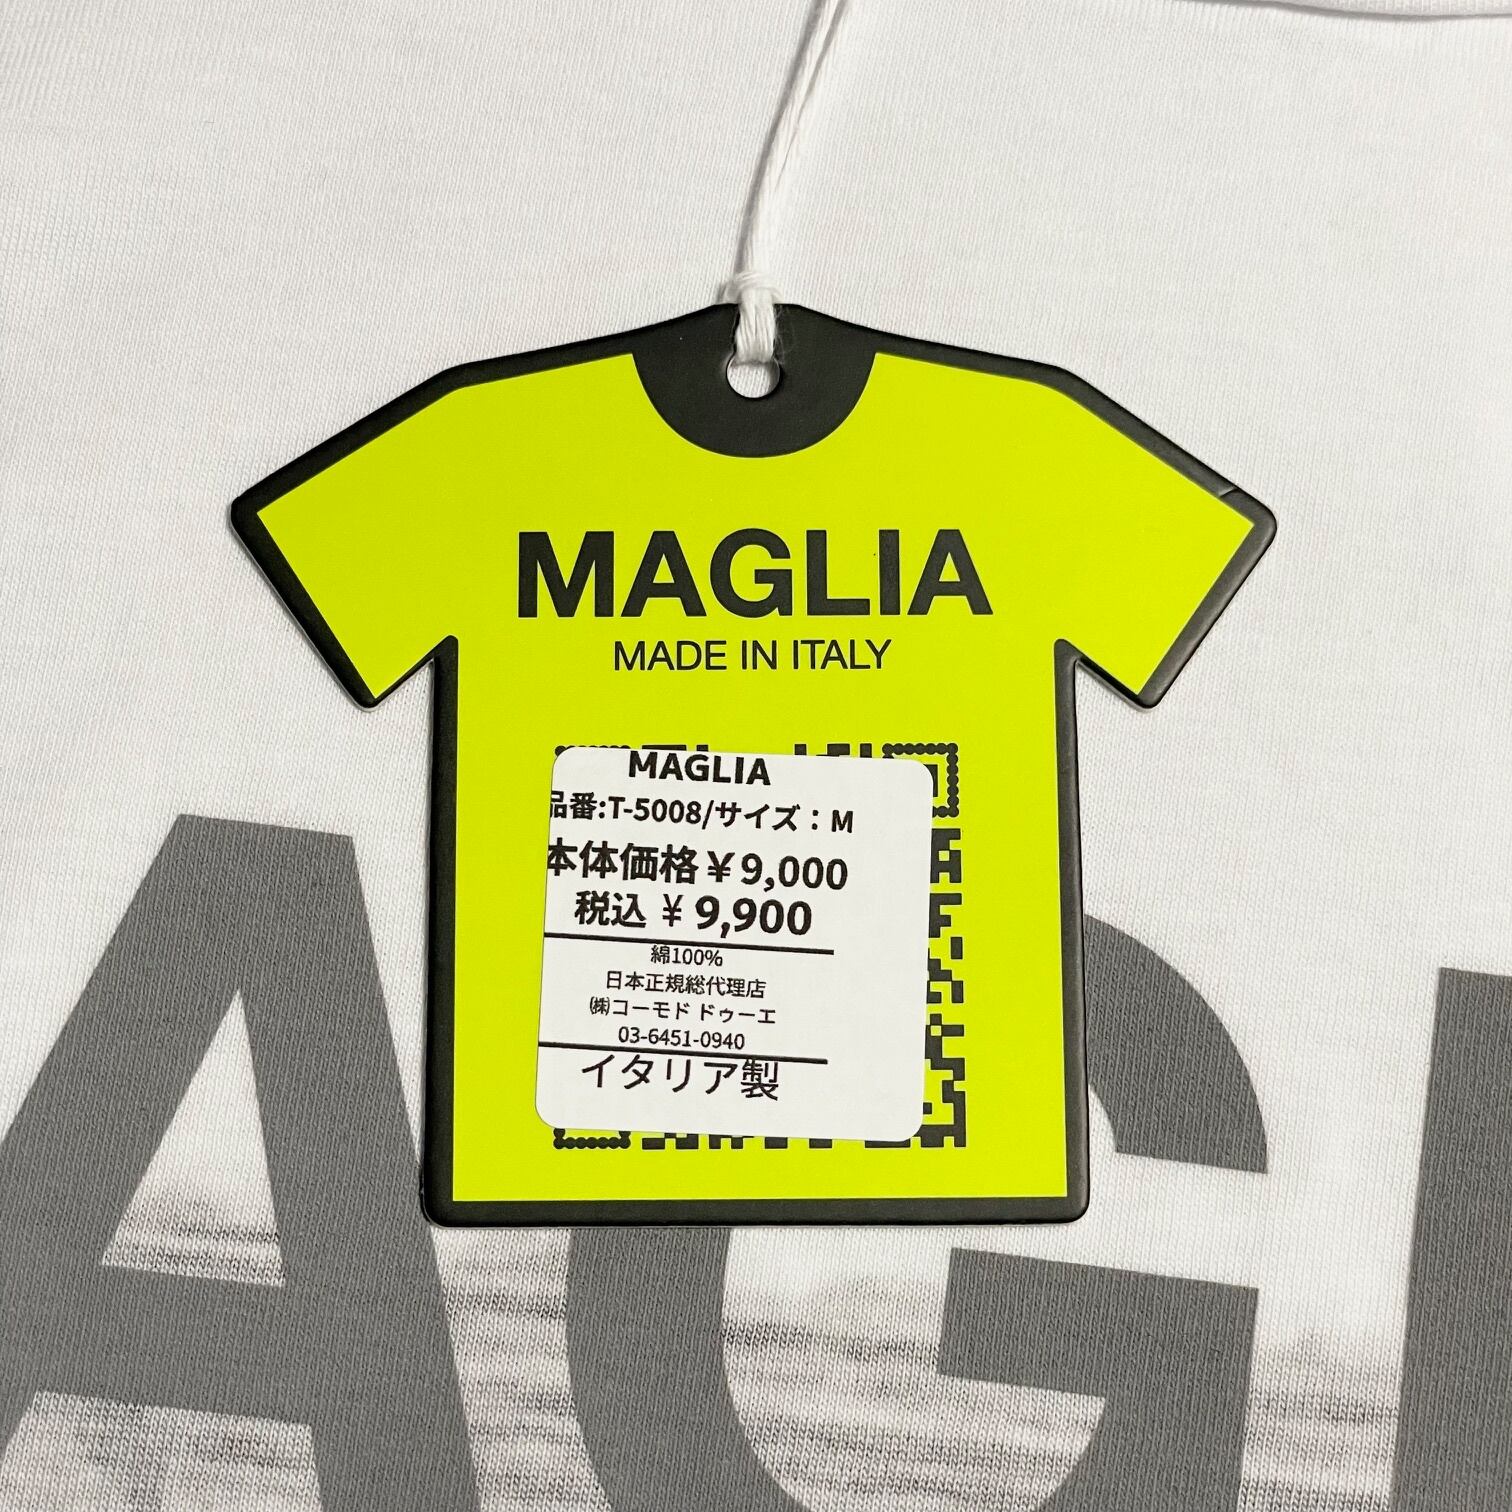 MAGLIA
MADE IN ITALY
MAGLIA
品番:T-5008/サイズ：M
本体価格￥9,000
税込 ￥9,900
綿100%
日本正規総代理店
㈱コーモド ドゥーエ
03-6451-0940
イタリア製
AGL